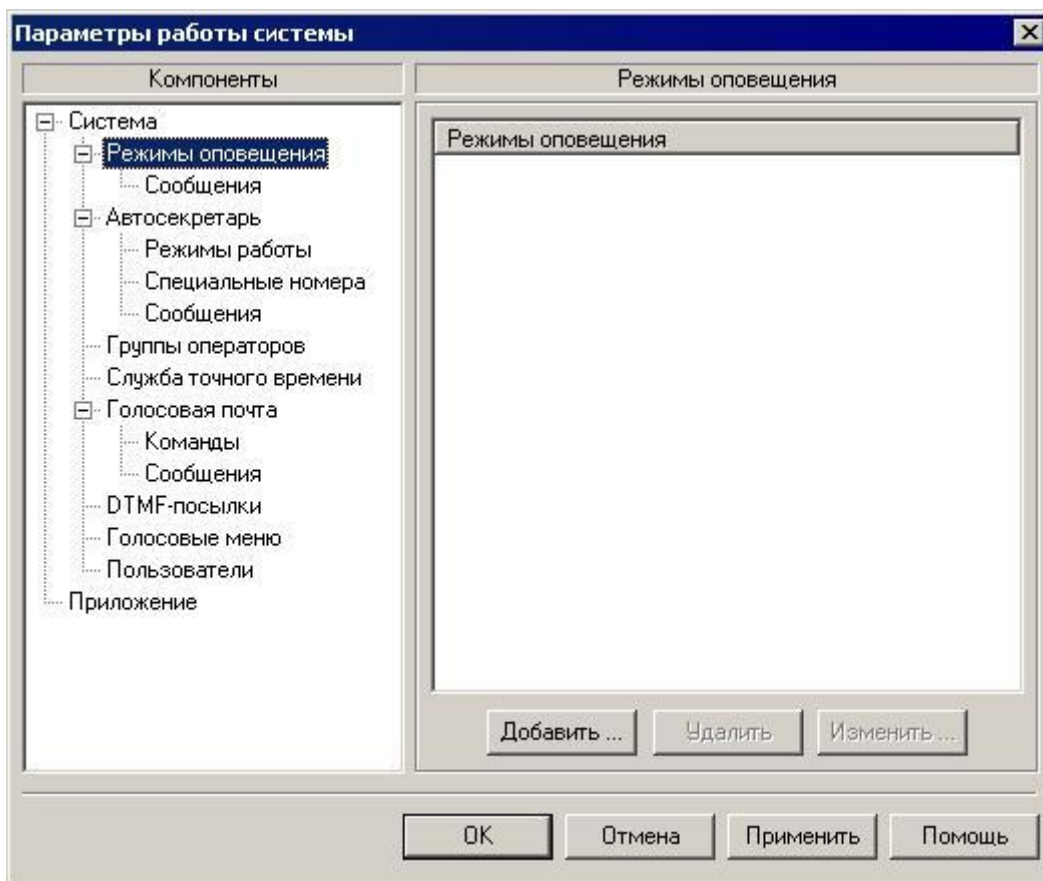 Параметры работы системы
Компоненты
Режимы оповещения
Система
Режимы оповещения
Сообщения
Автосекретарь
Режимы работы
Специальные номера
Сообщения
Группы операторов
Служба точного времени
Голосовая почта
Команды
Сообщения
DTMF-посылки
Голосовые меню
Пользователи
Приложение
Режимы оповещения
Добавить ...
Удалить
Изменить ...
OK
Отмена
Применить
Помощь